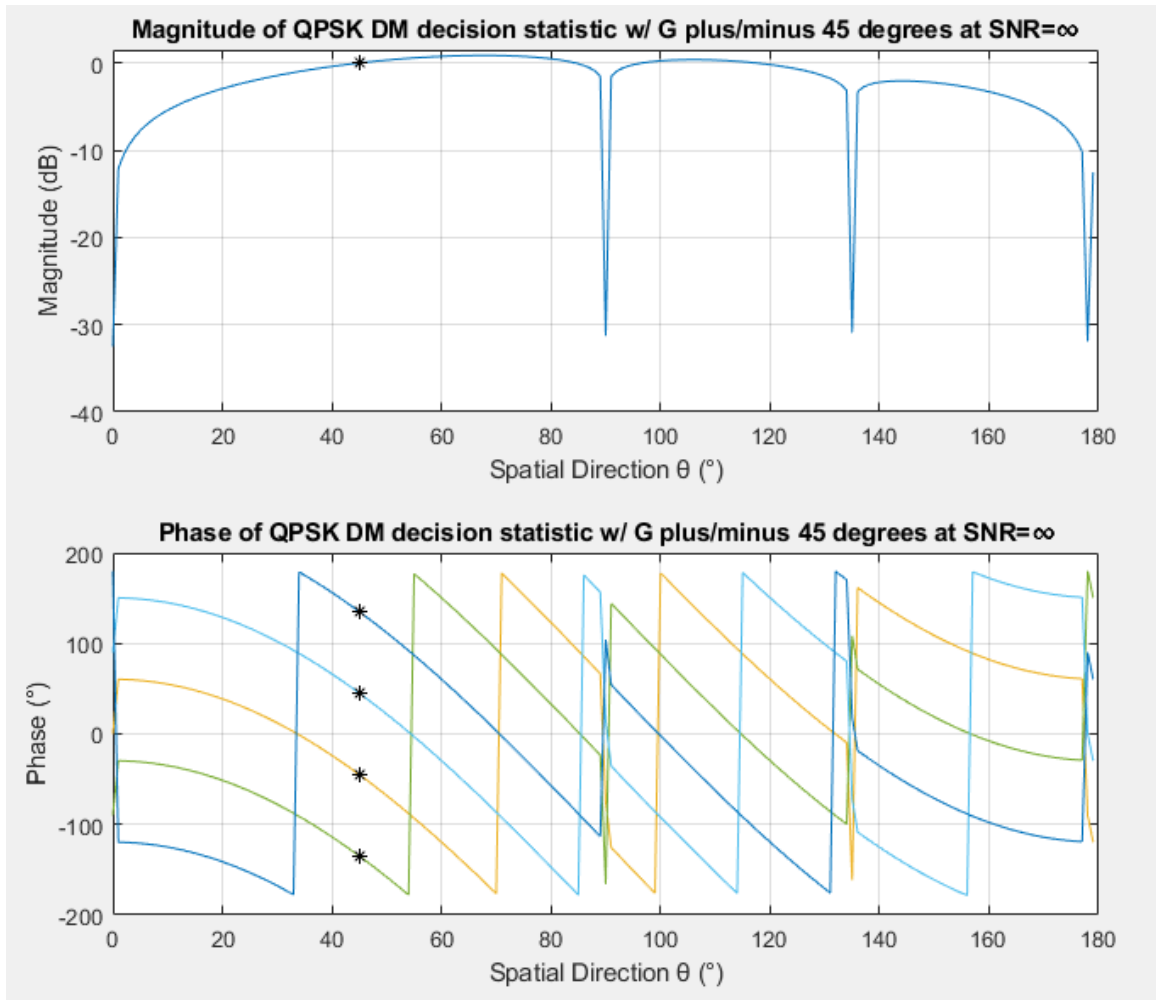 Magnitude of QPSK DM decision statistic w/ G plus/minus 45 degrees at SNR=∞
0
-10
-20
-30
-40
Magnitude (dB)
0 20 40 60 80 100 120 140 160 180
Spatial Direction θ (°)
Phase of QPSK DM decision statistic w/ G plus/minus 45 degrees at SNR=∞
200
100
0
-100
-200
Phase (°)
0 20 40 60 80 100 120 140 160 180
Spatial Direction θ (°)